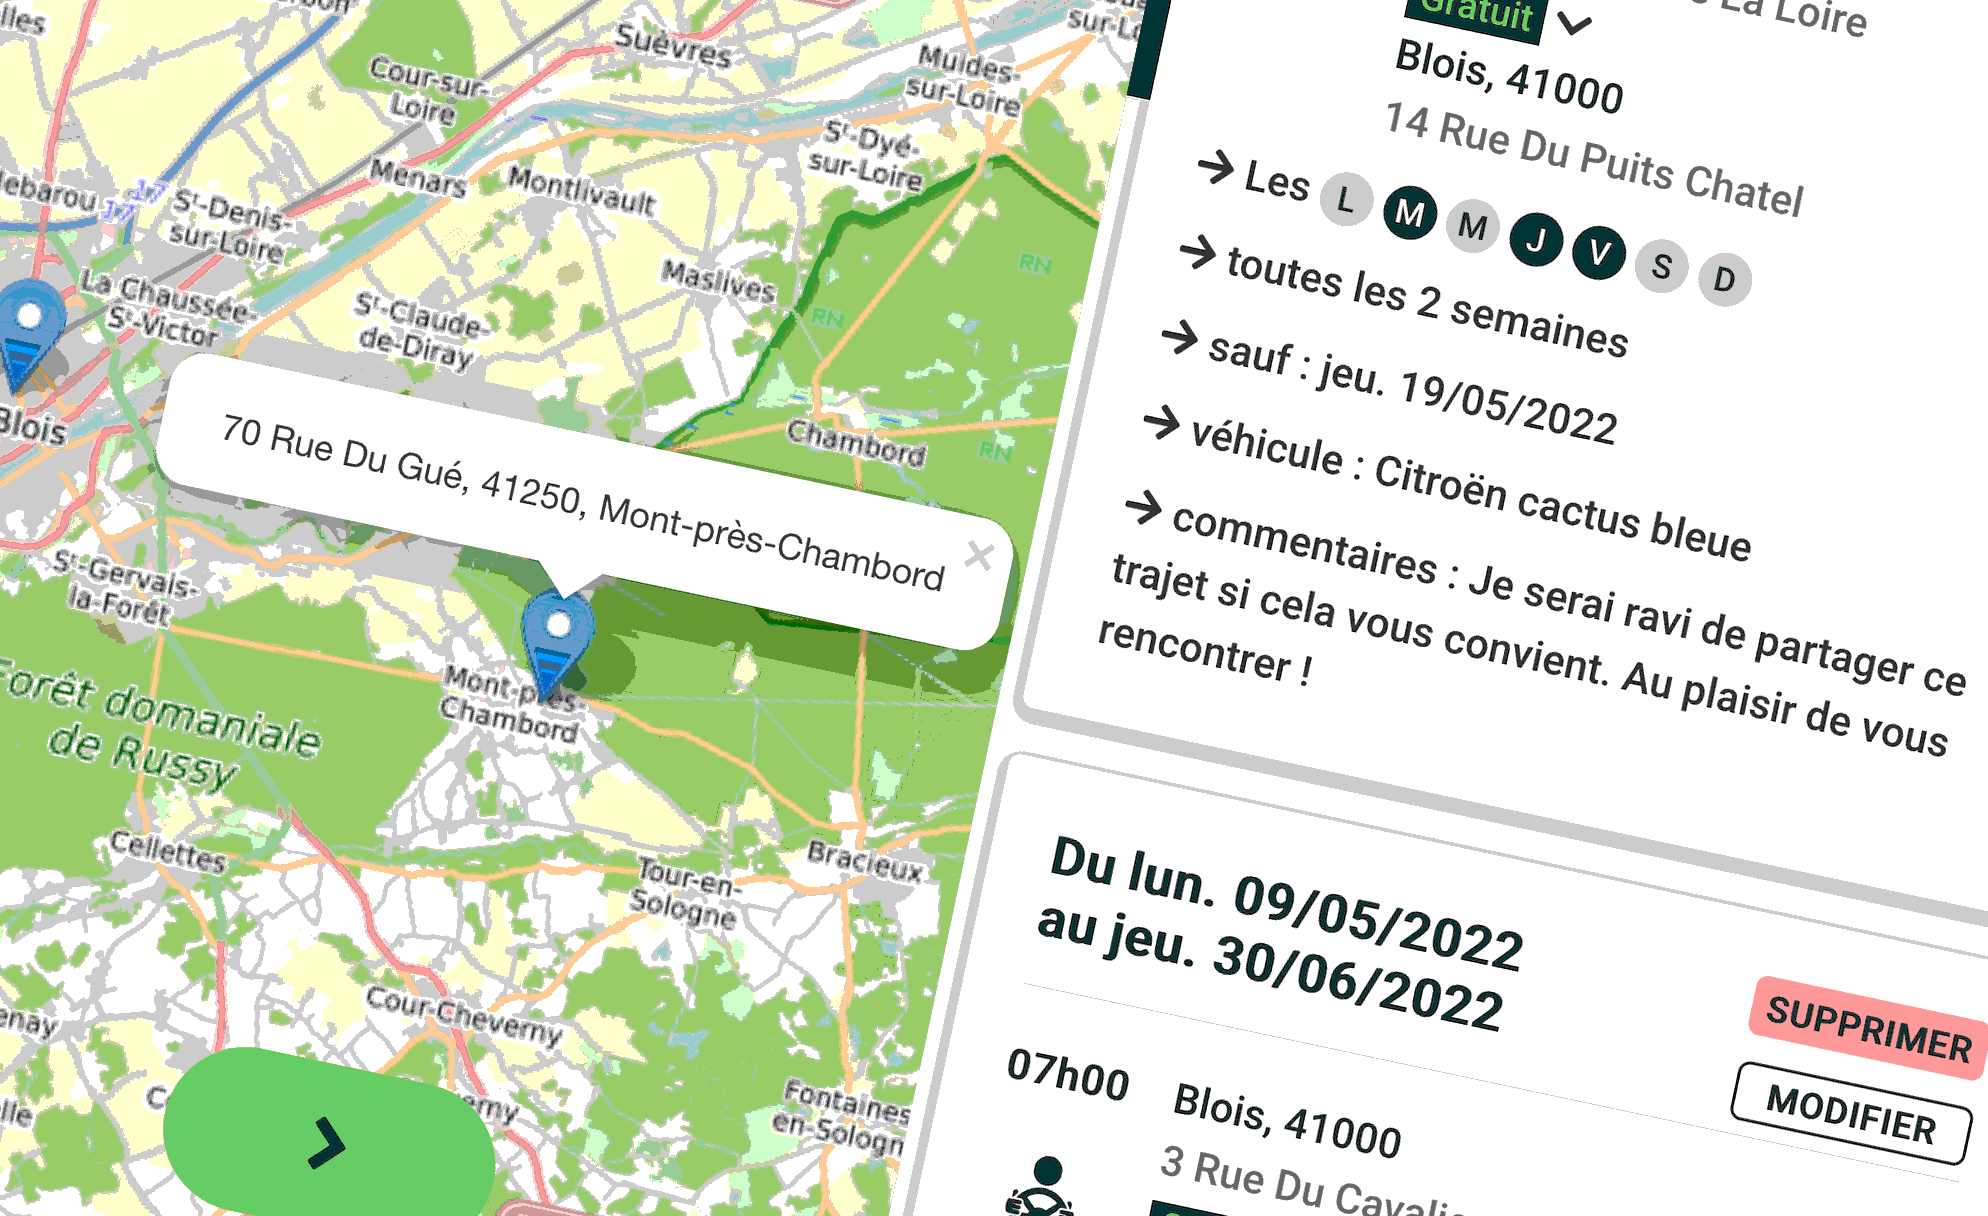 Suèvres
Cour-sur-
Loire
Muides-
sur-Loire
St-Dyé-
sur-Loire
Menars
Montlivault
17
17
St-Denis-
sur-Loire
Maslives
RN
La Chaussée-
St-Victor
St-Claude-
de-Diray
RN
Blois
Chambord
RN
70 Rue Du Gué, 41250, Mont-près-Chambord
×
St-Gervais-
la-Forêt
Mont-près-
Chambord
Forêt domaniale
de Russy
Cellettes
Tour-en-
Sologne
Bracieux
Cour-Cheverny
Fontaines
en-Sologn
La Loire
Gratuit
Blois, 41000
14 Rue Du Puits Chatel
→ Les L M M J V S D
→ toutes les 2 semaines
→ sauf : jeu. 19/05/2022
→ véhicule : Citroën cactus bleue
→ commentaires : Je serai ravi de partager ce
trajet si cela vous convient. Au plaisir de vous
rencontrer !
Du lun. 09/05/2022
au jeu. 30/06/2022
SUPPRIMER
MODIFIER
07h00
Blois, 41000
3 Rue Du Cavali